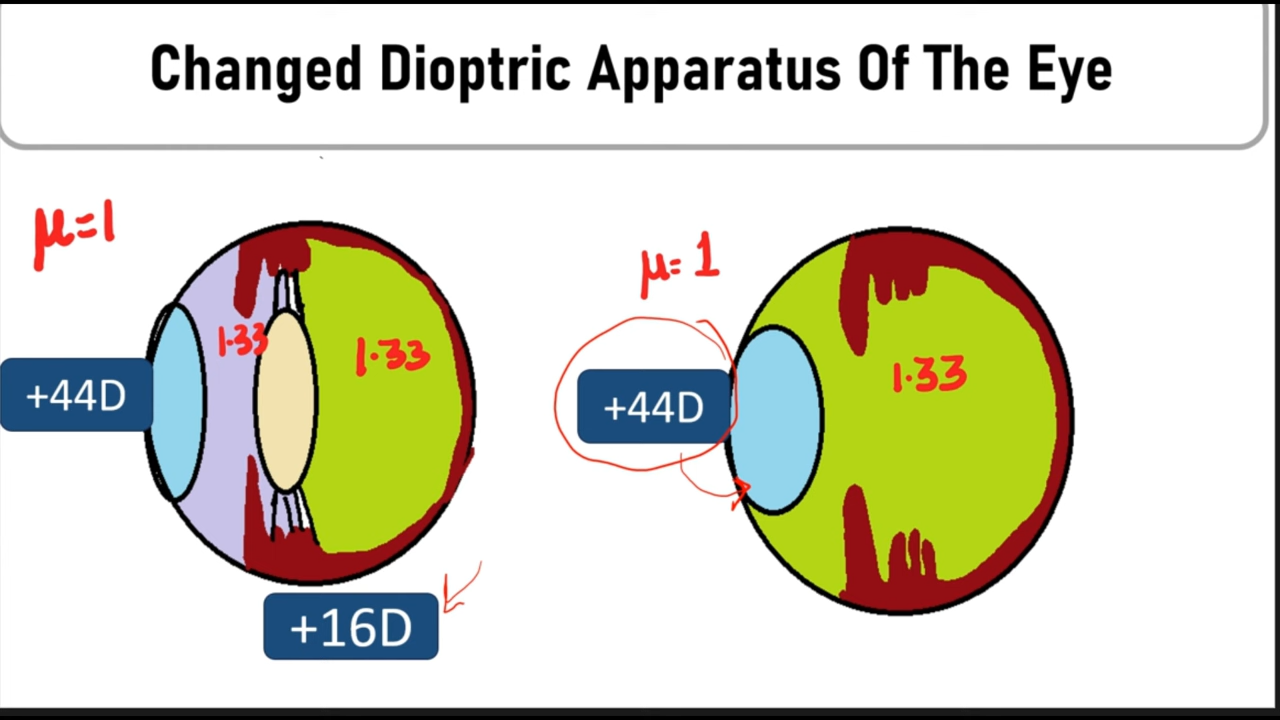 Changed Dioptric Apparatus Of The Eye
μ=1
μ=1
1.33
1.33
1.33
+44D
+44D
+16D